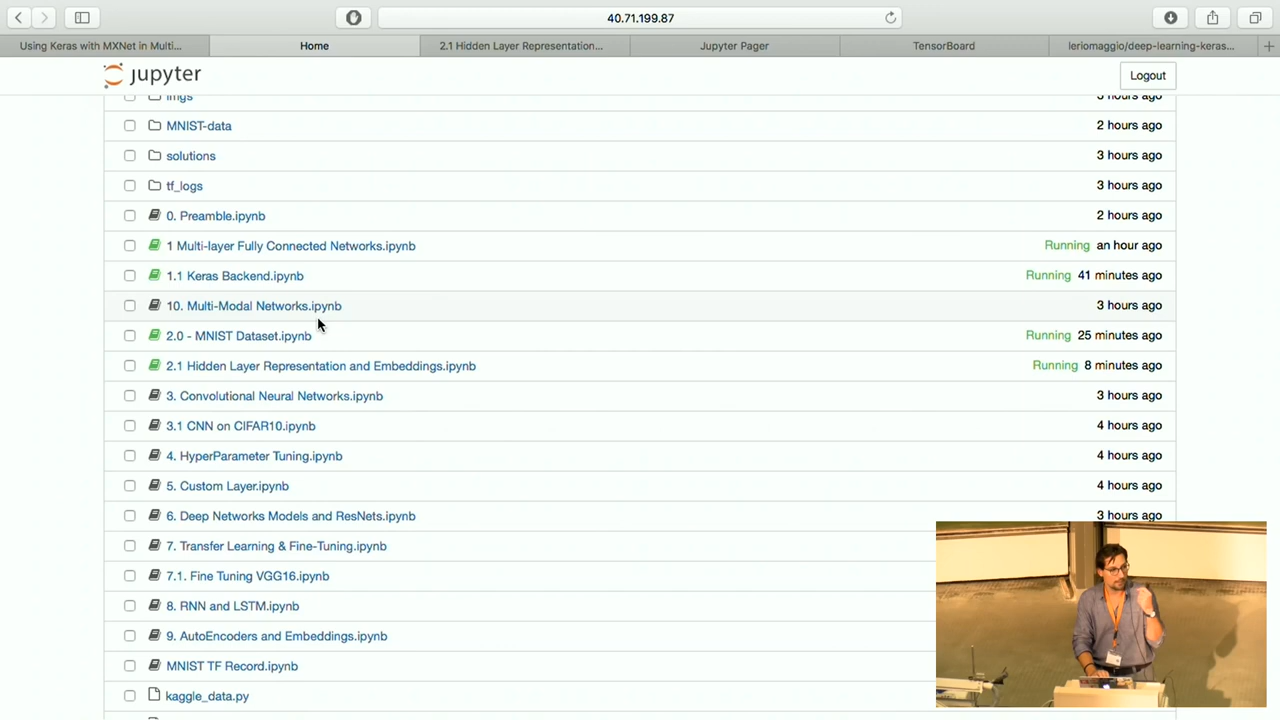 40.71.199.87
Using Keras with MXNet in Multi...
Home
2.1 Hidden Layer Representation...
Jupyter Pager
TensorBoard
leriomaggio/deep-learning-keras...
+
jupyter
Logout
imgs 3 hours ago
MNIST-data 2 hours ago
solutions 3 hours ago
tf_logs 3 hours ago
0. Preamble.ipynb 2 hours ago
1 Multi-layer Fully Connected Networks.ipynb Running an hour ago
1.1 Keras Backend.ipynb Running 41 minutes ago
10. Multi-Modal Networks.ipynb 3 hours ago
2.0 - MNIST Dataset.ipynb Running 25 minutes ago
2.1 Hidden Layer Representation and Embeddings.ipynb Running 8 minutes ago
3. Convolutional Neural Networks.ipynb 3 hours ago
3.1 CNN on CIFAR10.ipynb 4 hours ago
4. HyperParameter Tuning.ipynb 4 hours ago
5. Custom Layer.ipynb 4 hours ago
6. Deep Networks Models and ResNets.ipynb 3 hours ago
7. Transfer Learning & Fine-Tuning.ipynb
7.1. Fine Tuning VGG16.ipynb
8. RNN and LSTM.ipynb
9. AutoEncoders and Embeddings.ipynb
MNIST TF Record.ipynb
kaggle_data.py